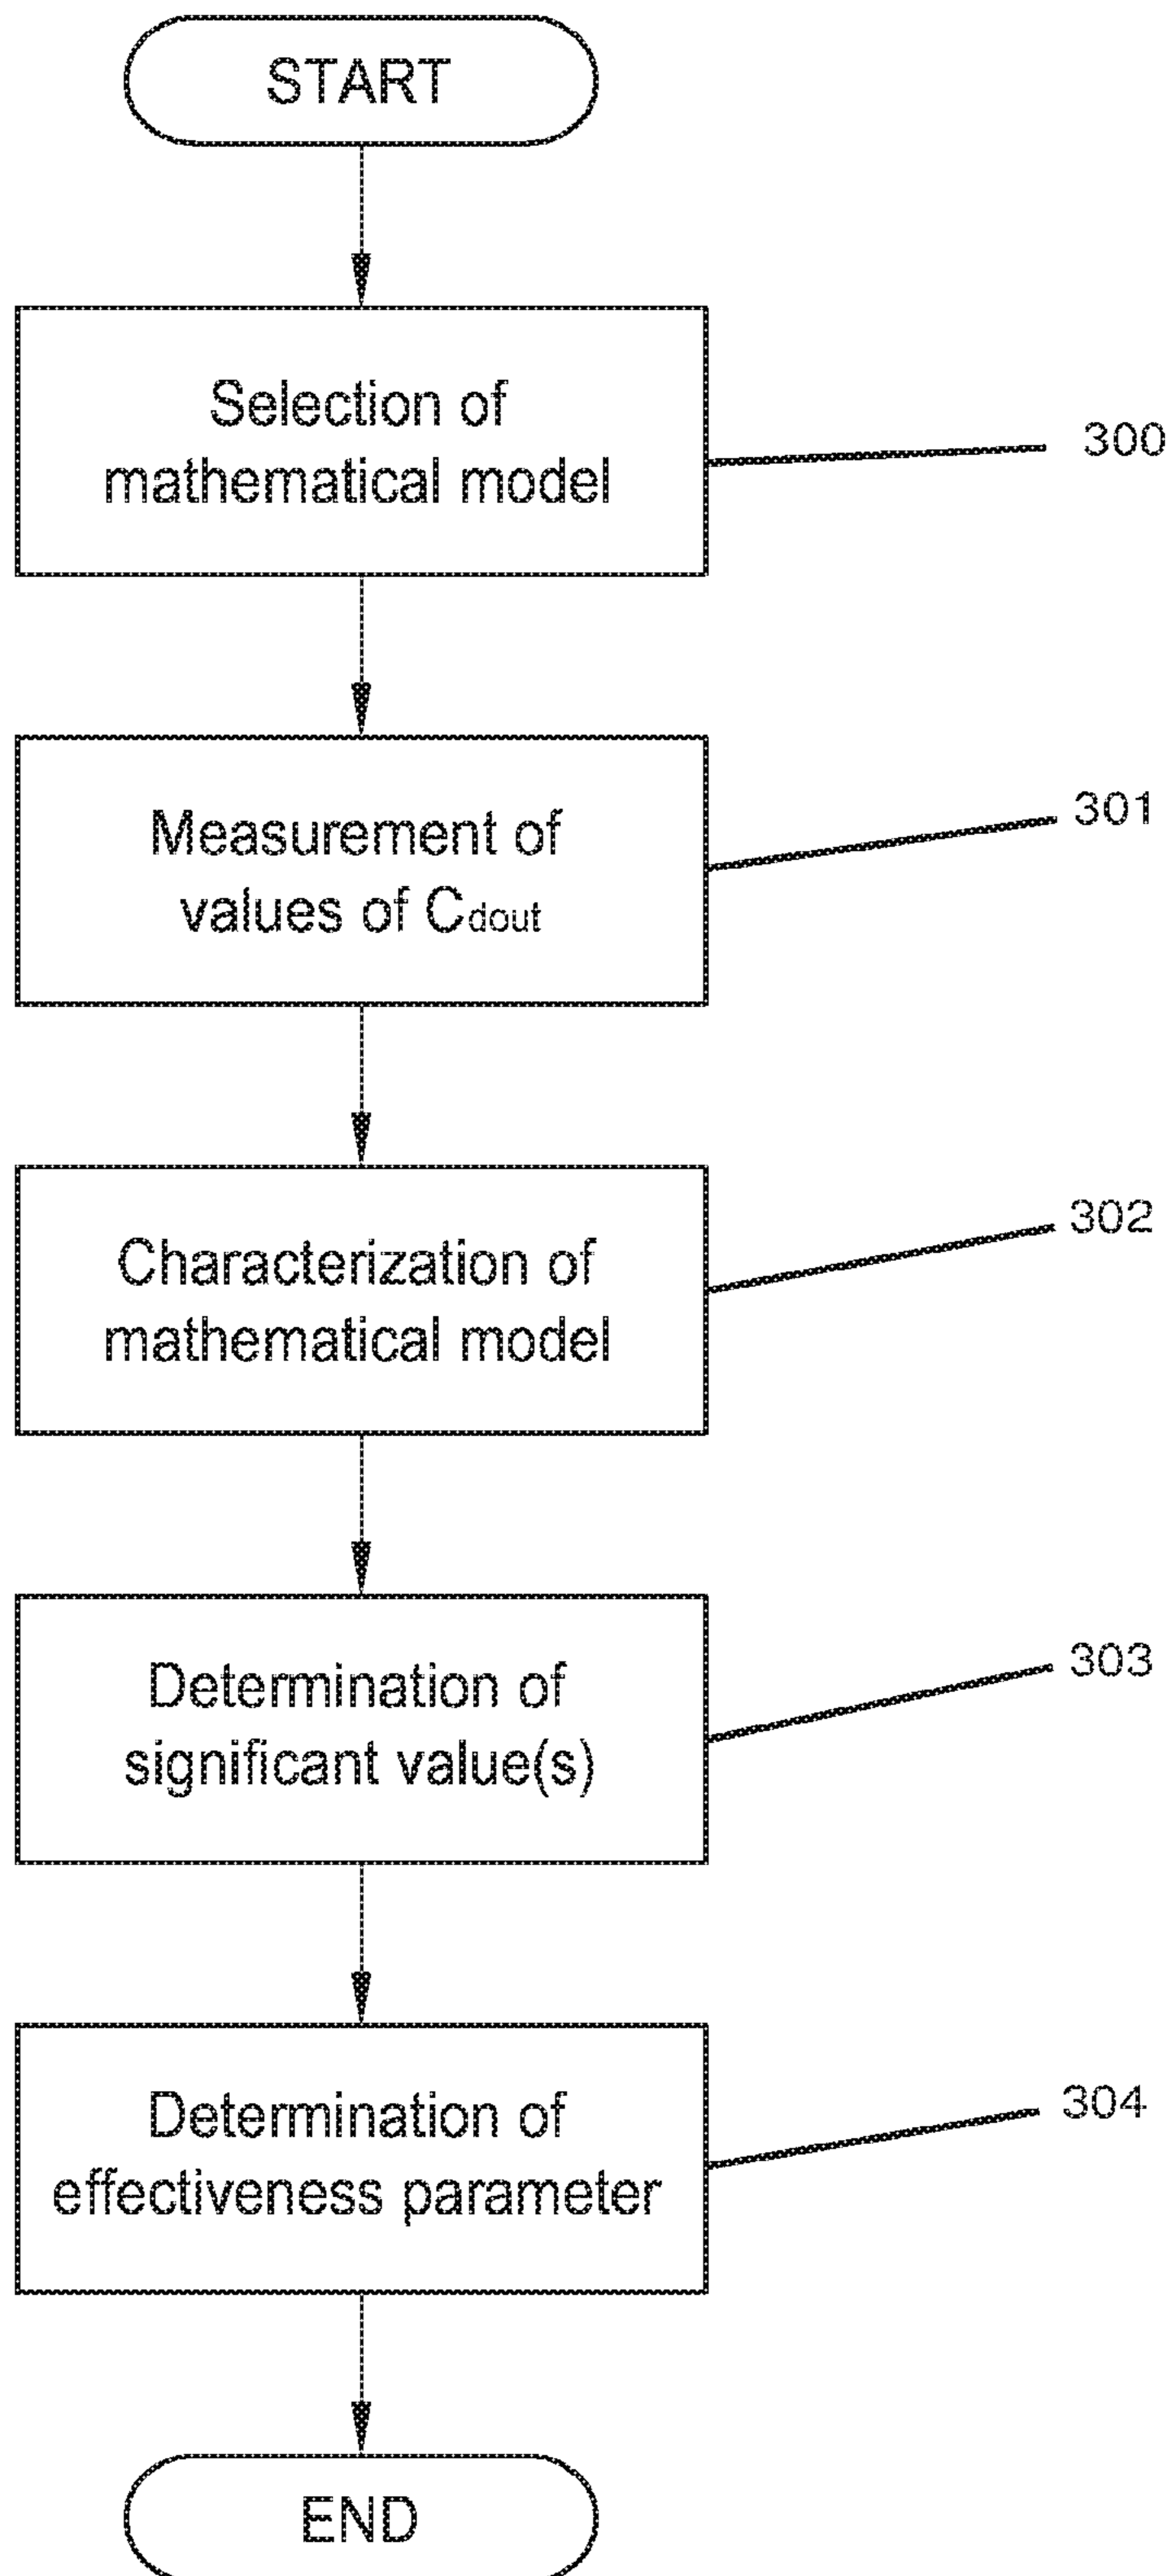 START
Selection of
mathematical model
300
Measurement of
values of Cdout
301
Characterization of
mathematical model
302
Determination of
significant value(s)
303
Determination of
effectiveness parameter
304
END